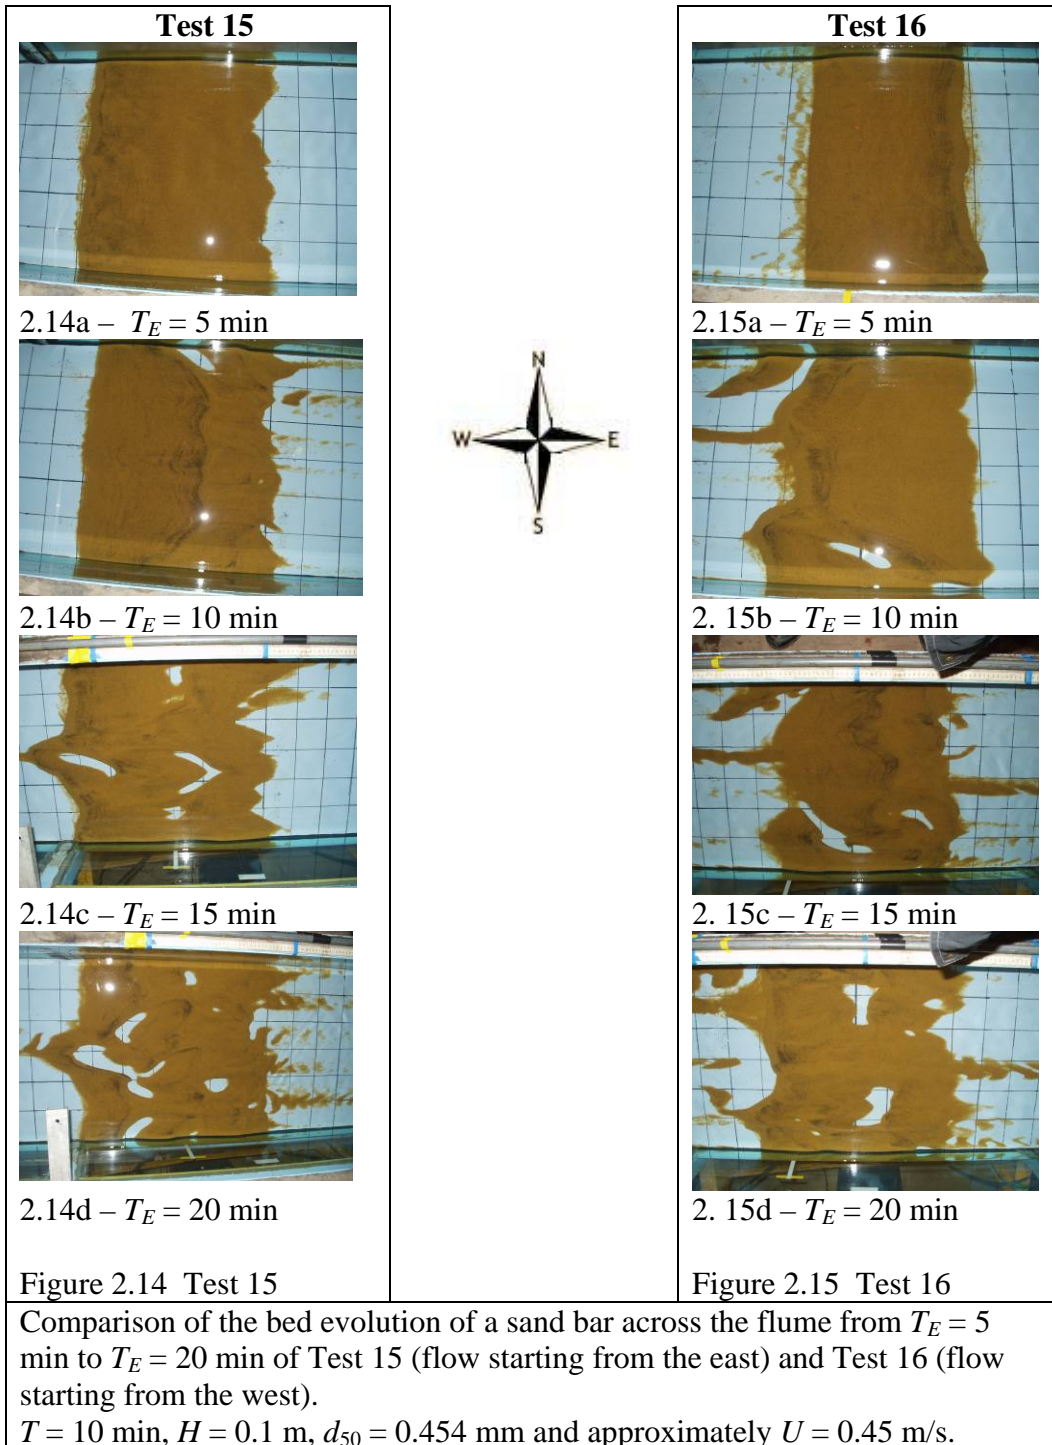 Test 15
2.14a – T_E = 5 min
2.14b – T_E = 10 min
2.14c – T_E = 15 min
2.14d – T_E = 20 min
Figure 2.14 Test 15
N
W E
S
Test 16
2.15a – T_E = 5 min
2. 15b – T_E = 10 min
2. 15c – T_E = 15 min
2. 15d – T_E = 20 min
Figure 2.15 Test 16
Comparison of the bed evolution of a sand bar across the flume from T_E = 5
min to T_E = 20 min of Test 15 (flow starting from the east) and Test 16 (flow
starting from the west).
T = 10 min, H = 0.1 m, d_50 = 0.454 mm and approximately U = 0.45 m/s.